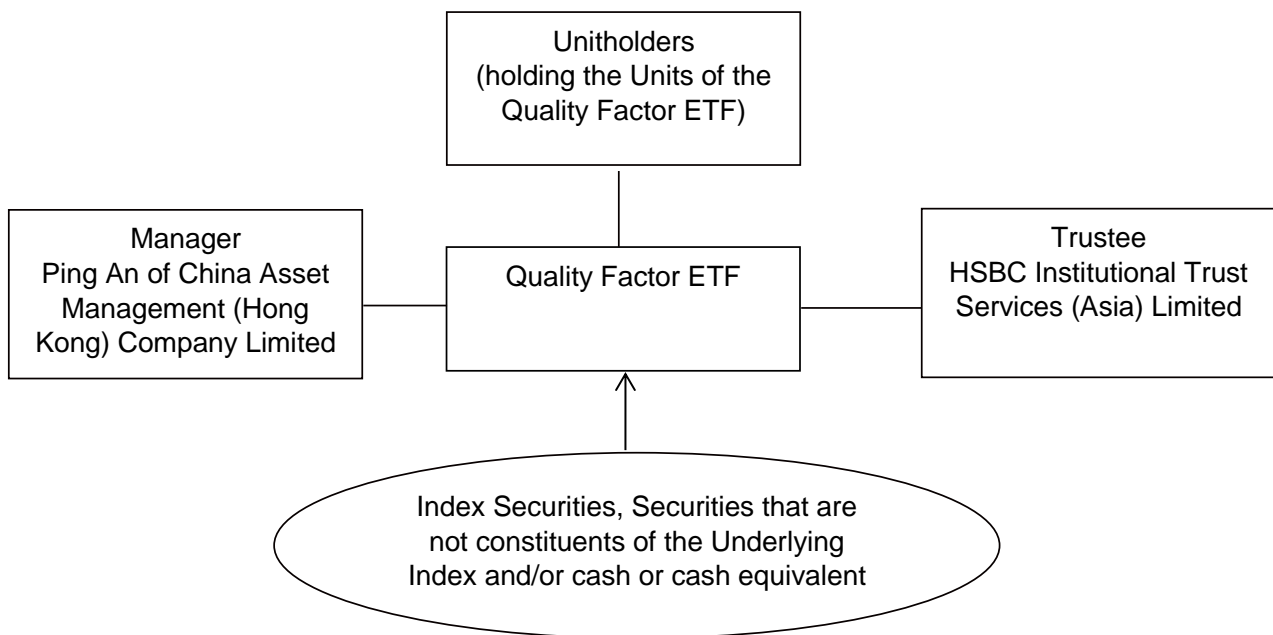 Unitholders
(holding the Units of the
Quality Factor ETF)
Manager
Ping An of China Asset
Management (Hong
Kong) Company Limited
Quality Factor ETF
Trustee
HSBC Institutional Trust
Services (Asia) Limited
Index Securities, Securities that are
not constituents of the Underlying
Index and/or cash or cash equivalent